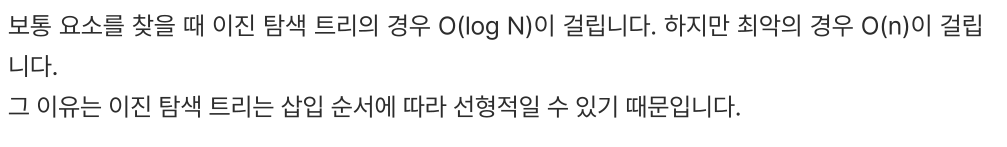 보통 요소를 찾을 때 이진 탐색 트리의 경우 O(log N)이 걸립니다. 하지만 최악의 경우 O(n)이 걸립
니다.
그 이유는 이진 탐색 트리는 삽입 순서에 따라 선형적일 수 있기 때문입니다.